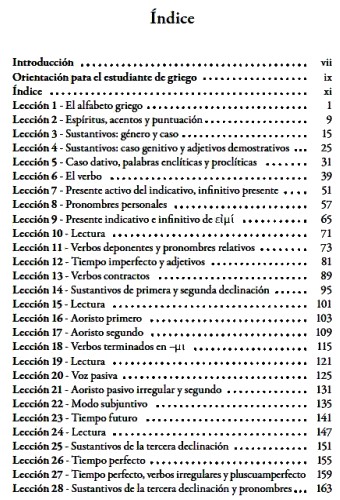 Índice
Introducción ........ vii
Orientación para el estudiante de griego ........ ix
Índice ........ xi
Lección 1 - El alfabeto griego ........ 1
Lección 2 - Espíritus, acentos y puntuación ........ 9
Lección 3 - Sustantivos: género y caso ........ 15
Lección 4 - Sustantivos: caso genitivo y adjetivos demostrativos ... 25
Lección 5 - Caso dativo, palabras enclíticas y proclíticas ........ 31
Lección 6 - El verbo ........ 39
Lección 7 - Presente activo del indicativo, infinitivo presente .... 51
Lección 8 - Pronombres personales ........ 57
Lección 9 - Presente indicativo e infinitivo de εἰμί ........ 65
Lección 10 - Lectura ........ 71
Lección 11 - Verbos deponentes y pronombres relativos ...... 73
Lección 12 - Tiempo imperfecto y adjetivos ........ 81
Lección 13 - Verbos contractos ........ 89
Lección 14 - Sustantivos de primera y segunda declinación ..... 95
Lección 15 - Lectura ........ 101
Lección 16 - Aoristo primero ........ 103
Lección 17 - Aoristo segundo ........ 109
Lección 18 - Verbos terminados en -μι ........ 115
Lección 19 - Lectura ........ 121
Lección 20 - Voz pasiva ........ 125
Lección 21 - Aoristo pasivo irregular y segundo ........ 131
Lección 22 - Modo subjuntivo ........ 135
Lección 23 - Tiempo futuro ........ 141
Lección 24 - Lectura ........ 147
Lección 25 - Sustantivos de la tercera declinación ........ 151
Lección 26 - Tiempo perfecto ........ 155
Lección 27 - Tiempo perfecto, verbos irregulares y pluscuamperfecto 159
Lección 28 - Sustantivos de la tercera declinación y pronombres ... 163